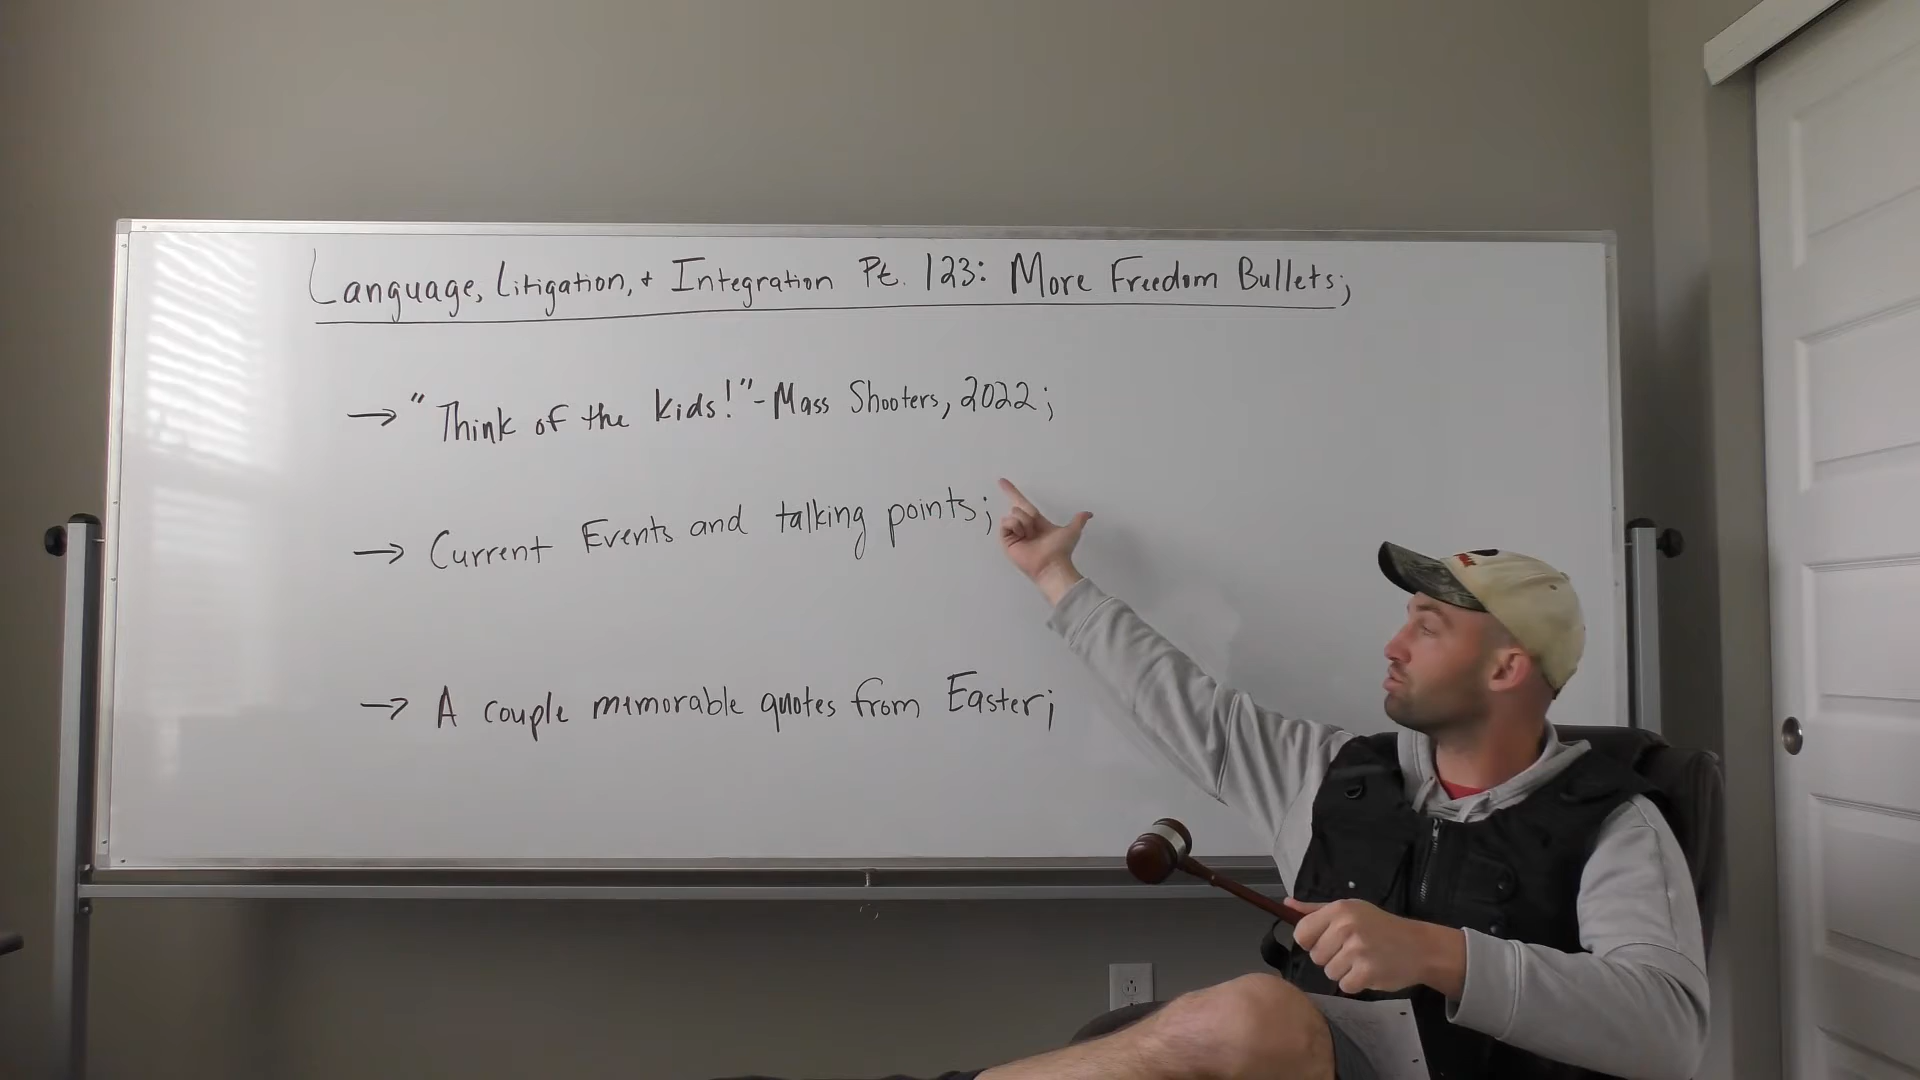 Language, Litigation, + Integration Pt. 123: More Freedom Bullets;
→ "Think of the kids!" - Mass Shooters, 2022;
→ Current Events and talking points;
→ A couple memorable quotes from Easter;